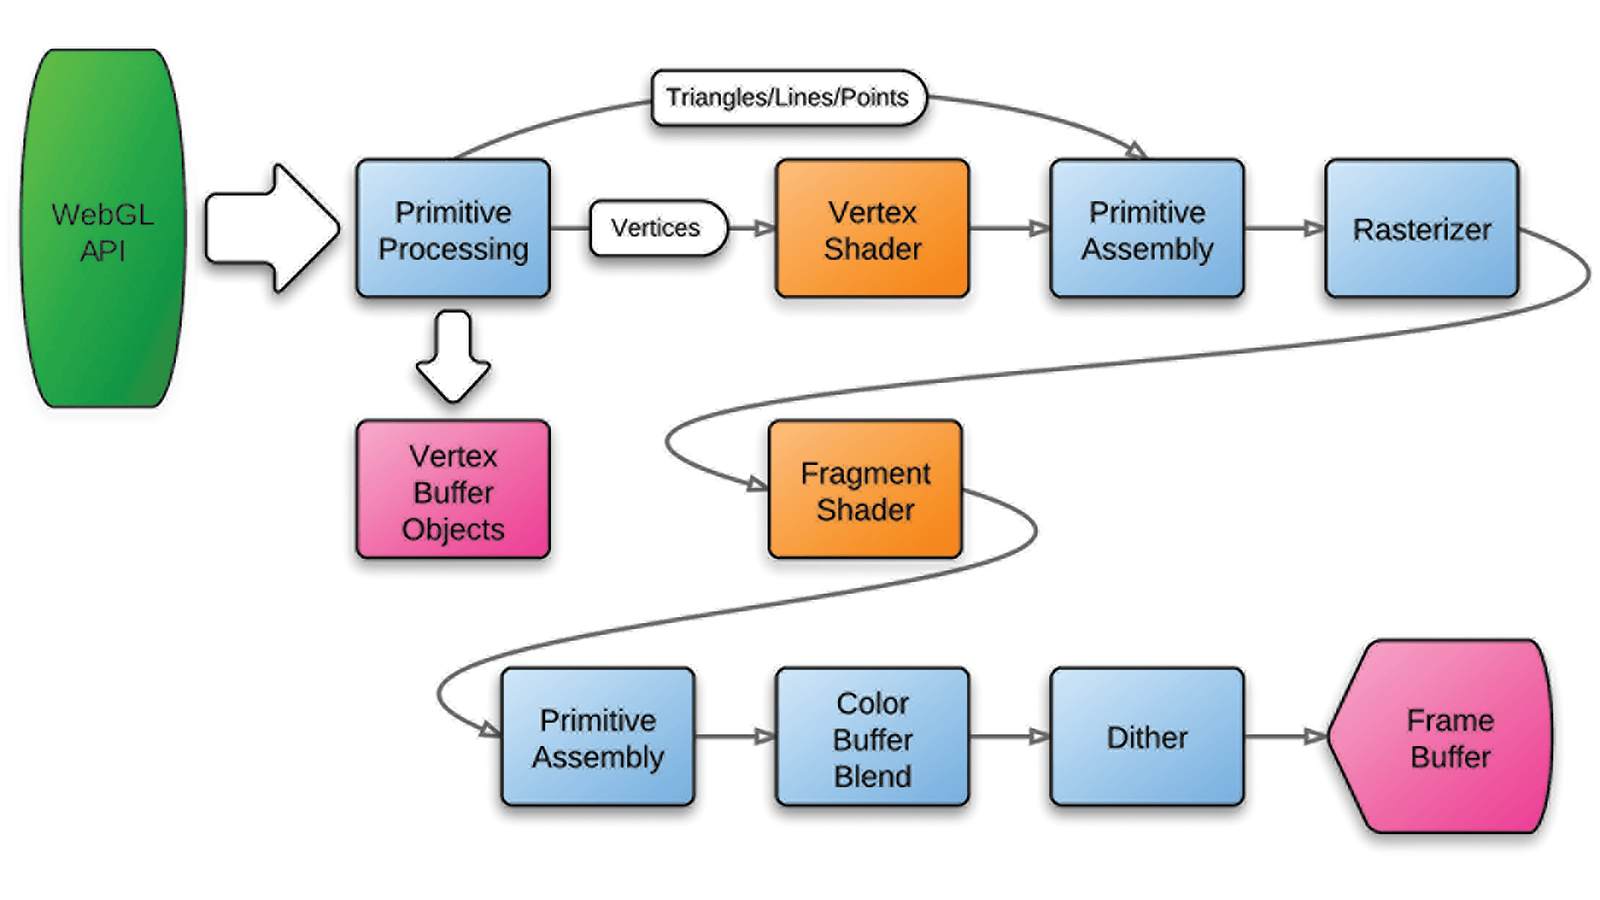 WebGL
API
Triangles/Lines/Points
Primitive
Processing
Vertices
Vertex
Shader
Primitive
Assembly
Rasterizer
Vertex
Buffer
Objects
Fragment
Shader
Primitive
Assembly
Color
Buffer
Blend
Dither
Frame
Buffer